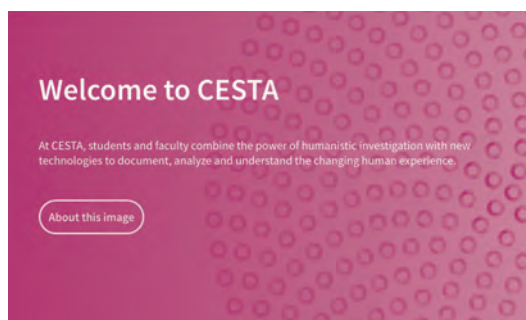 Welcome to CESTA
At CESTA, students and faculty combine the power of humanistic investigation with new
technologies to document, analyze and understand the changing human experience.
About this image